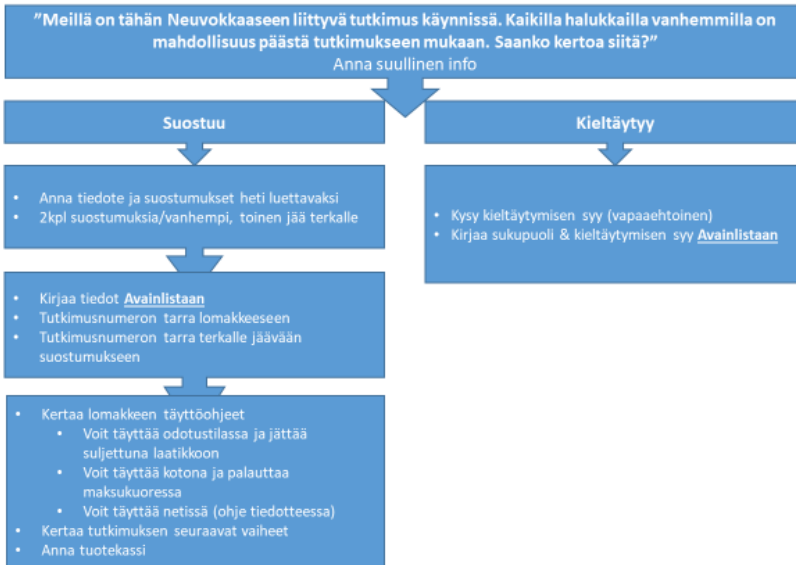 ”Meillä on tähän Neuvokkaaseen liittyvä tutkimus käynnissä. Kaikilla halukkailla vanhemmilla on
mahdollisuus päästä tutkimukseen mukaan. Saanko kertoa siitä?”
Anna suullinen info
Suostuu
• Anna tiedote ja suostumukset heti luettavaksi
• 2kpl suostumuksia/vanhempi, toinen jää terkalle
• Kirjaa tiedot Avainlistaan
• Tutkimusnumeron tarra lomakkeeseen
• Tutkimusnumeron tarra terkalle jäävään
suostumukseen
• Kertaa lomakkeen täyttöohjeet
• Voit täyttää odotustilassa ja jättää
suljettuna laatikkoon
• Voit täyttää kotona ja palauttaa
maksukuoressa
• Voit täyttää netissä (ohje tiedotteessa)
• Kertaa tutkimuksen seuraavat vaiheet
• Anna tuotekassi
Kieltäytyy
• Kysy kieltäytymisen syy (vapaaehtoinen)
• Kirjaa sukupuoli & kieltäytymisen syy Avainlistaan